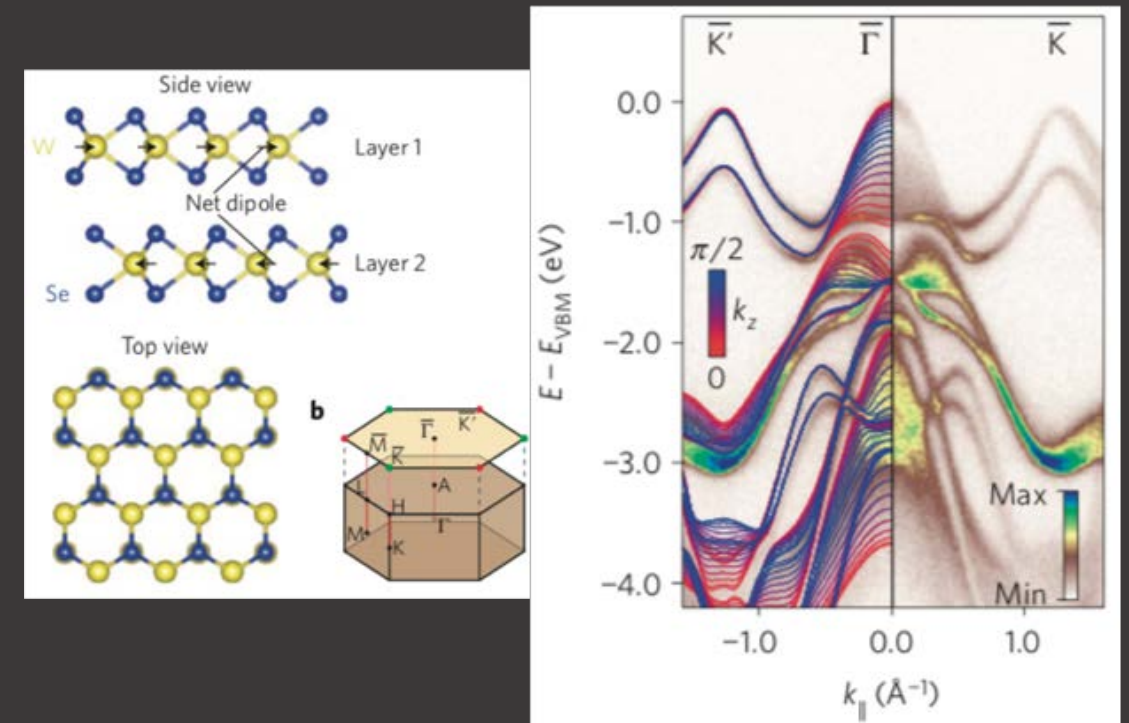 Side view
W
Layer 1
Net dipole
Layer 2
Se
Top view
b
K̅′
M̅
Γ̅
K̅
L
A
H
Γ
M
K
K̅′
Γ̅
K̅
0.0
−1.0
−2.0
−3.0
−4.0
E − E_VBM (eV)
π/2
k_z
0
Max
Min
−1.0
0.0
1.0
k_∥ (Å⁻¹)